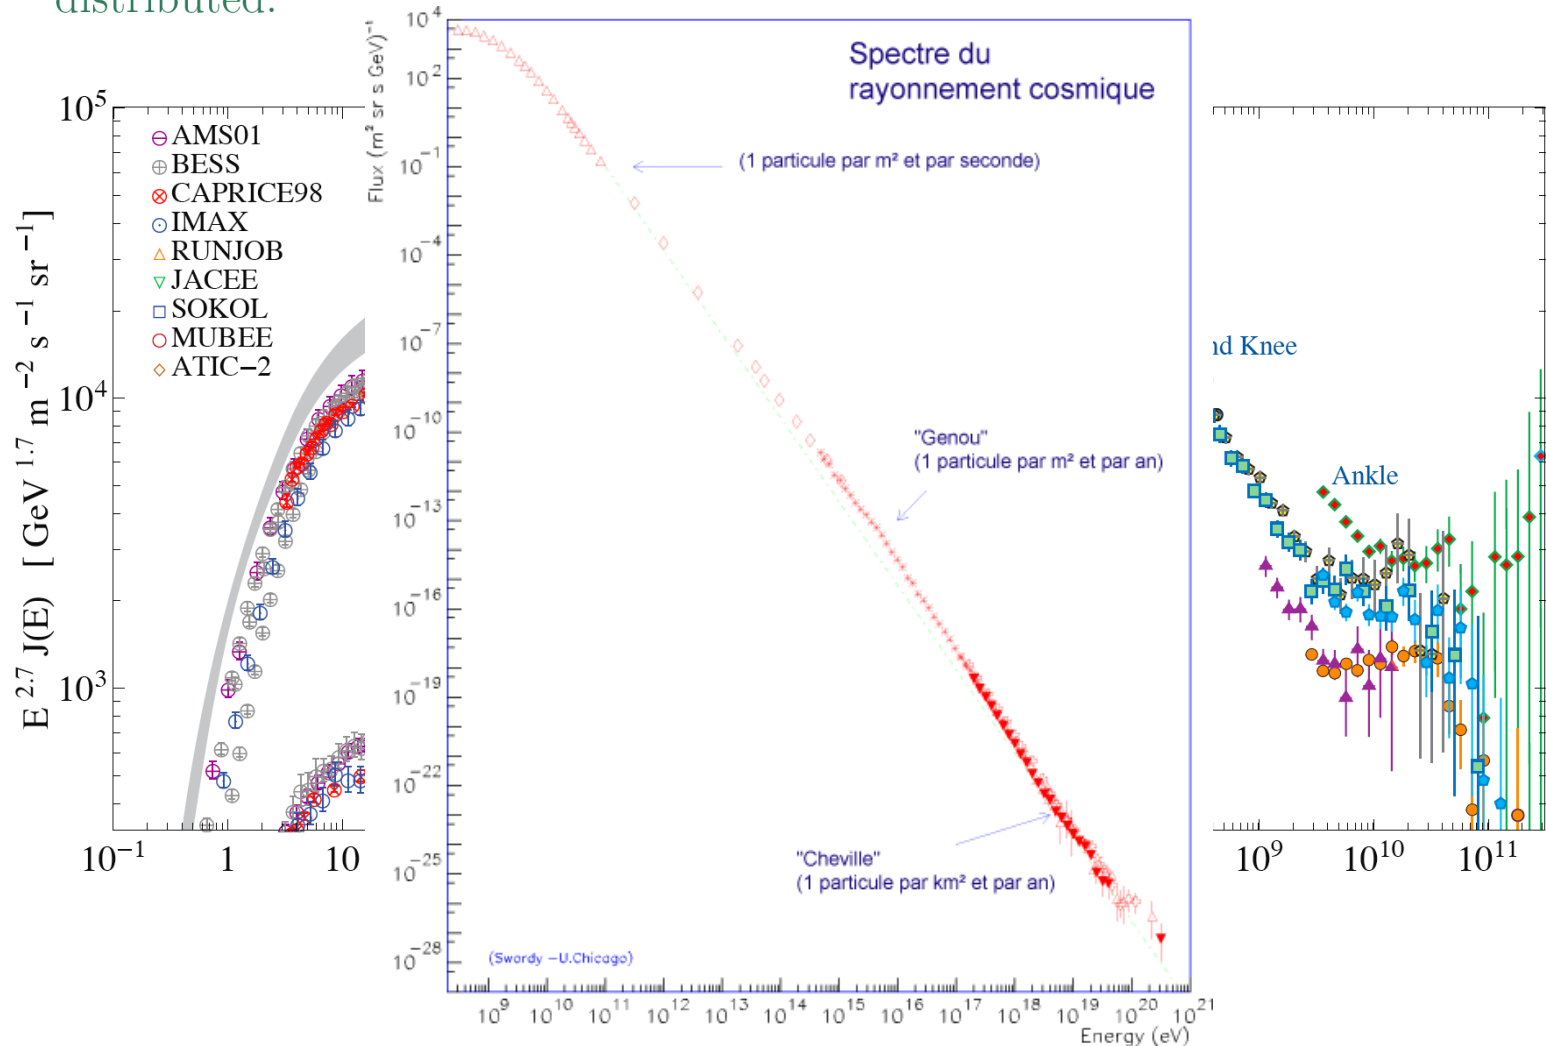 distributed.
E^2.7 J(E) [ GeV^1.7 m^−2 s^−1 sr^−1 ]
10^5
10^4
10^3
AMS01
BESS
CAPRICE98
IMAX
RUNJOB
JACEE
SOKOL
MUBEE
ATIC−2
10^−1
1
10
Flux (m² sr s GeV)^−1
10^4
10^2
10^−1
10^−4
10^−7
10^−10
10^−13
10^−16
10^−19
10^−22
10^−25
10^−28
Spectre du
rayonnement cosmique
(1 particule par m² et par seconde)
"Genou"
(1 particule par m² et par an)
"Cheville"
(1 particule par km² et par an)
(Swordy −U.Chicago)
10^9 10^10 10^11 10^12 10^13 10^14 10^15 10^16 10^17 10^18 10^19 10^20 10^21
Energy (eV)
nd Knee
Ankle
10^9 10^10 10^11